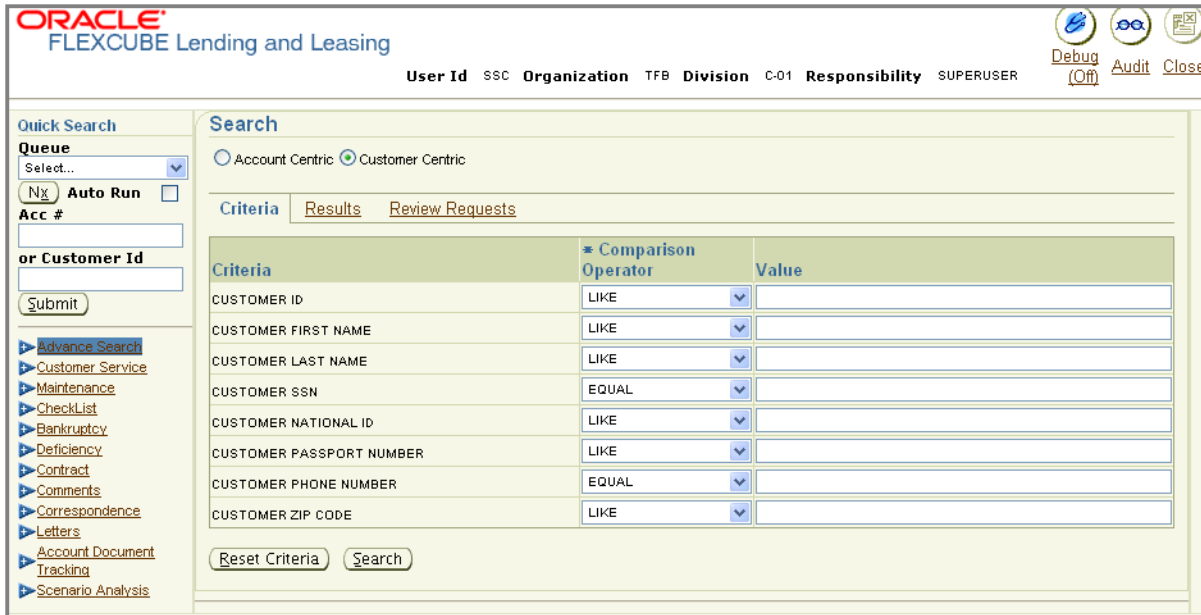 ORACLE
FLEXCUBE Lending and Leasing
User Id SSC Organization TFB Division C-01 Responsibility SUPERUSER
Debug (Off)
Audit
Close
Quick Search
Queue
Select...
Nx Auto Run
Acc #
or Customer Id
Submit
Advance Search
Customer Service
Maintenance
CheckList
Bankruptcy
Deficiency
Contract
Comments
Correspondence
Letters
Account Document
Tracking
Scenario Analysis
Search
Account Centric Customer Centric
Criteria Results Review Requests
Criteria * Comparison Operator Value
CUSTOMER ID LIKE
CUSTOMER FIRST NAME LIKE
CUSTOMER LAST NAME LIKE
CUSTOMER SSN EQUAL
CUSTOMER NATIONAL ID LIKE
CUSTOMER PASSPORT NUMBER LIKE
CUSTOMER PHONE NUMBER EQUAL
CUSTOMER ZIP CODE LIKE
Reset Criteria Search